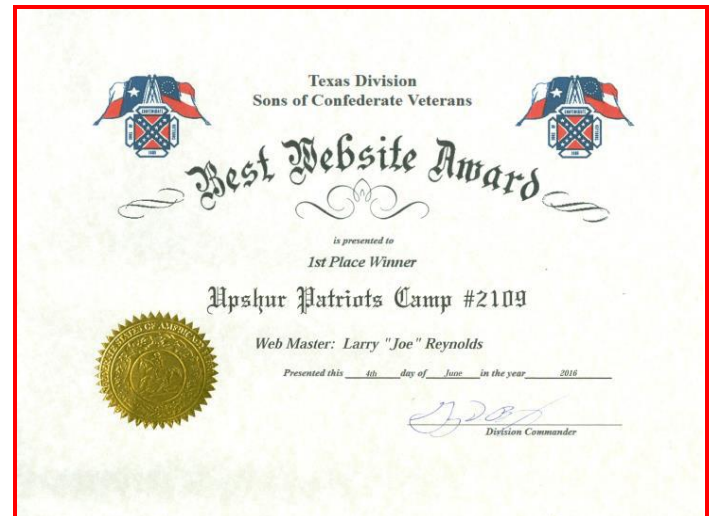 Texas Division
Sons of Confederate Veterans
Best Website Award
is presented to
1st Place Winner
Upshur Patriots Camp #2109
Web Master: Larry "Joe" Reynolds
Presented this 4th day of June in the year 2016
Division Commander